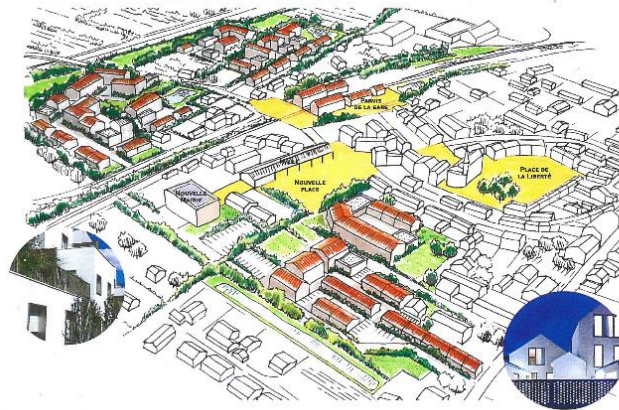 PARVIS
DE LA GARE
PLACE DE
LA LIBERTÉ
NOUVELLE
PLACE
NOUVELLE
MAIRIE